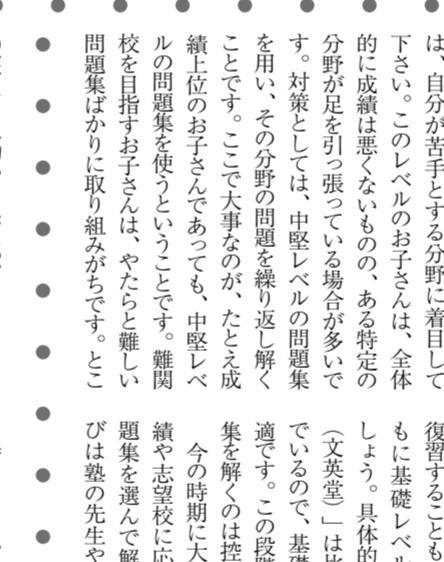 は、自分が苦手とする分野に着目して
下さい。このレベルのお子さんは、全体
的に成績は悪くないものの、ある特定の
分野が足を引っ張っている場合が多いで
す。対策としては、中堅レベルの問題集
を用い、その分野の問題を繰り返し解く
ことです。ここで大事なのが、たとえ成
績上位のお子さんであっても、中堅レベ
ルの問題集を使うということです。難関
校を目指すお子さんは、やたらと難しい
問題集ばかりに取り組みがちです。とこ
復習することも
もに基礎レベル
しょう。具体的
（文英堂）」は
でいるので、基礎
適です。この段階
集を解くのは控
今の時期に大
績や志望校に応
題集を選んで解
びは塾の先生や